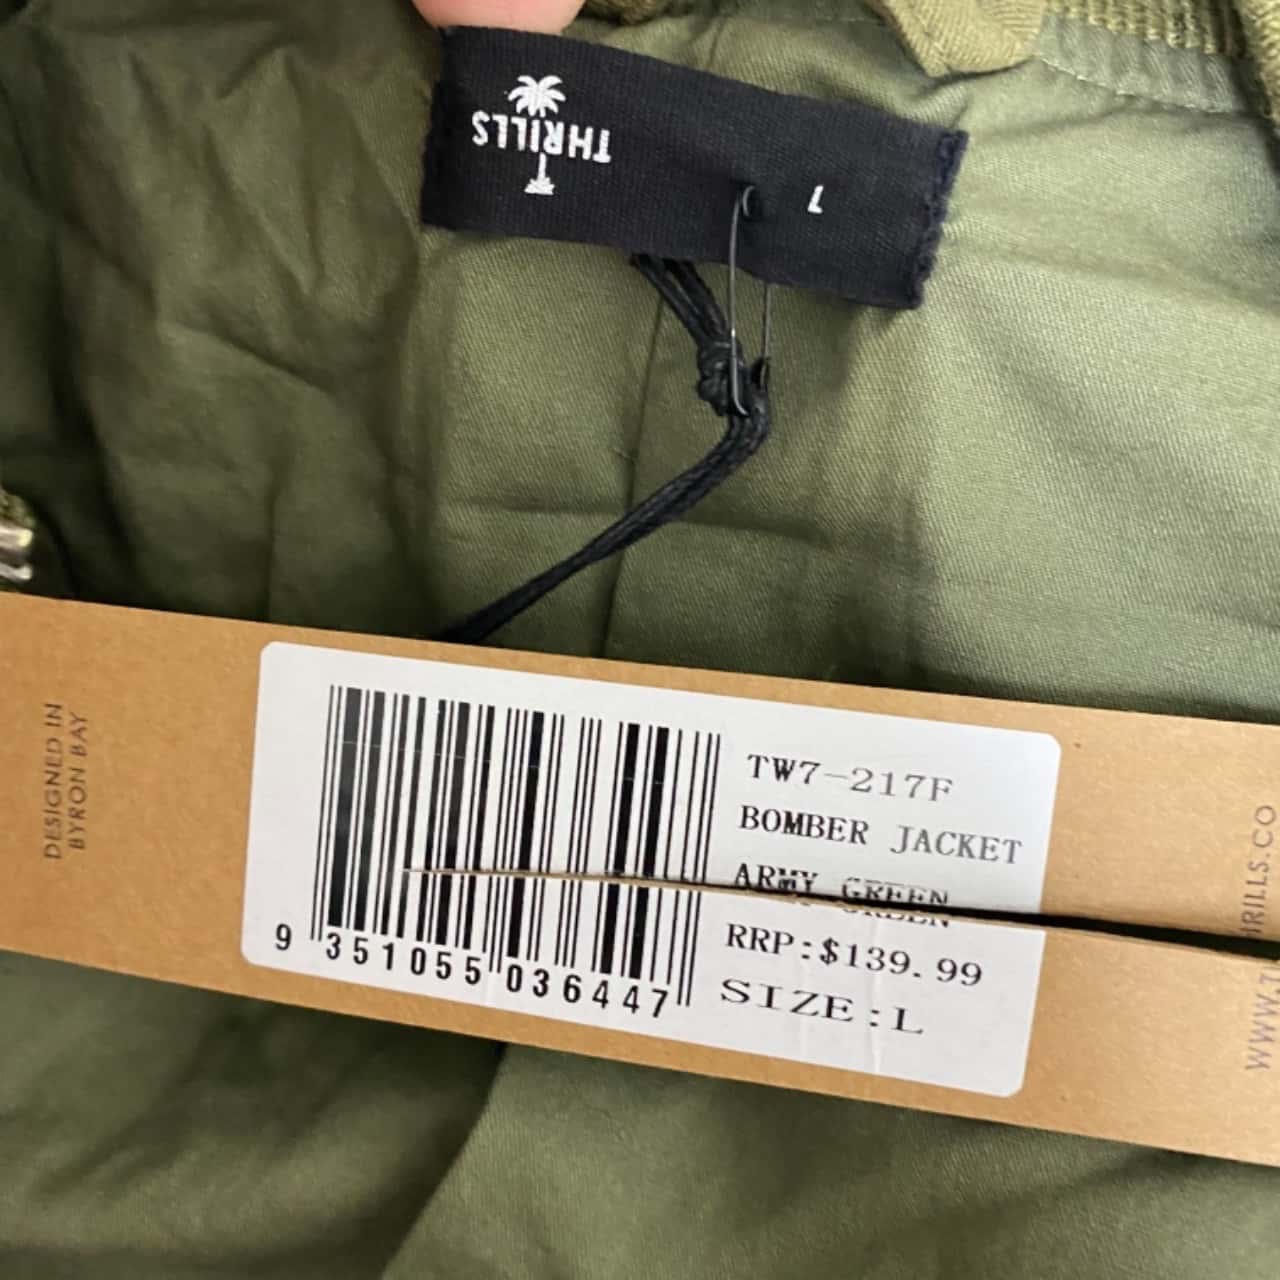 THRILLS
L
DESIGNED IN
BYRON BAY
TW7-217F
BOMBER JACKET
ARMY GREEN
RRP:$139.99
SIZE:L
9 351055 036447